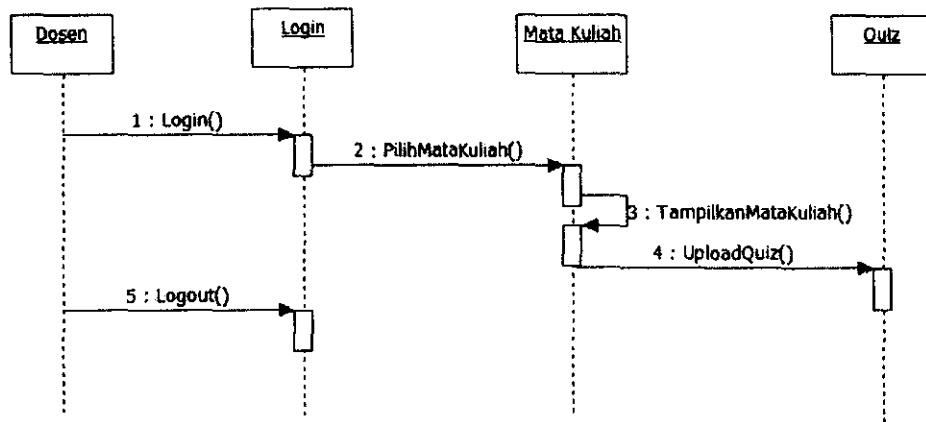 Dosen
Login
Mata Kuliah
Quiz
1 : Login()
2 : PilihMataKuliah()
3 : TampilkanMataKuliah()
4 : UploadQuiz()
5 : Logout()